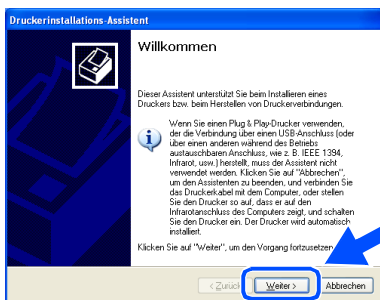 Druckerinstallations-Assistent
Willkommen
Dieser Assistent unterstützt Sie beim Installieren eines
Druckers bzw. beim Herstellen von Druckerverbindungen.
Wenn Sie einen Plug & Play-Drucker verwenden,
der die Verbindung über einen USB-Anschluss (oder
über einen anderen während des Betriebs
austauschbaren Anschluss, wie z. B. IEEE 1394,
Infrarot, usw.) herstellt, muss der Assistent nicht
verwendet werden. Klicken Sie auf "Abbrechen",
um den Assistenten zu beenden, und verbinden Sie
das Druckerkabel mit dem Computer, oder stellen
Sie den Drucker so auf, dass er auf den
Infrarotanschluss des Computers zeigt, und schalten
Sie den Drucker ein. Der Drucker wird automatisch
installiert.
Klicken Sie auf "Weiter", um den Vorgang fortzusetzen
< Zurück Weiter > Abbrechen